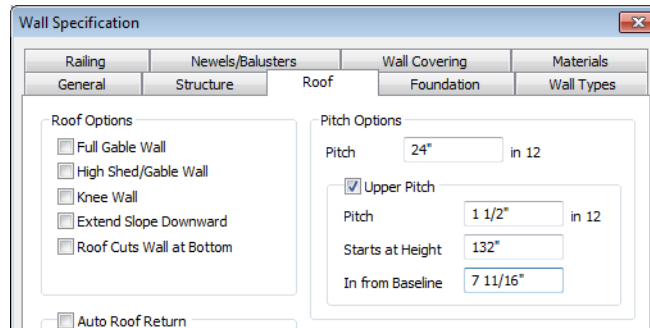 Wall Specification
Railing
Newels/Balusters
Wall Covering
Materials
General
Structure
Roof
Foundation
Wall Types
Roof Options
Full Gable Wall
High Shed/Gable Wall
Knee Wall
Extend Slope Downward
Roof Cuts Wall at Bottom
Auto Roof Return
Pitch Options
Pitch 24" in 12
Upper Pitch
Pitch 1 1/2" in 12
Starts at Height 132"
In from Baseline 7 11/16"